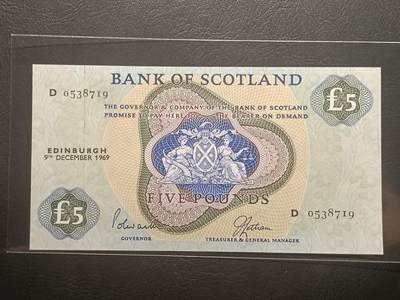 BANK OF SCOTLAND
D 0538719
£5
THE GOVERNOR & COMPANY OF THE BANK OF SCOTLAND
PROMISE TO PAY HERE TO THE BEARER ON DEMAND
EDINBURGH
9TH DECEMBER 1969
FIVE POUNDS
£5
D 0538719
GOVERNOR
TREASURER & GENERAL MANAGER